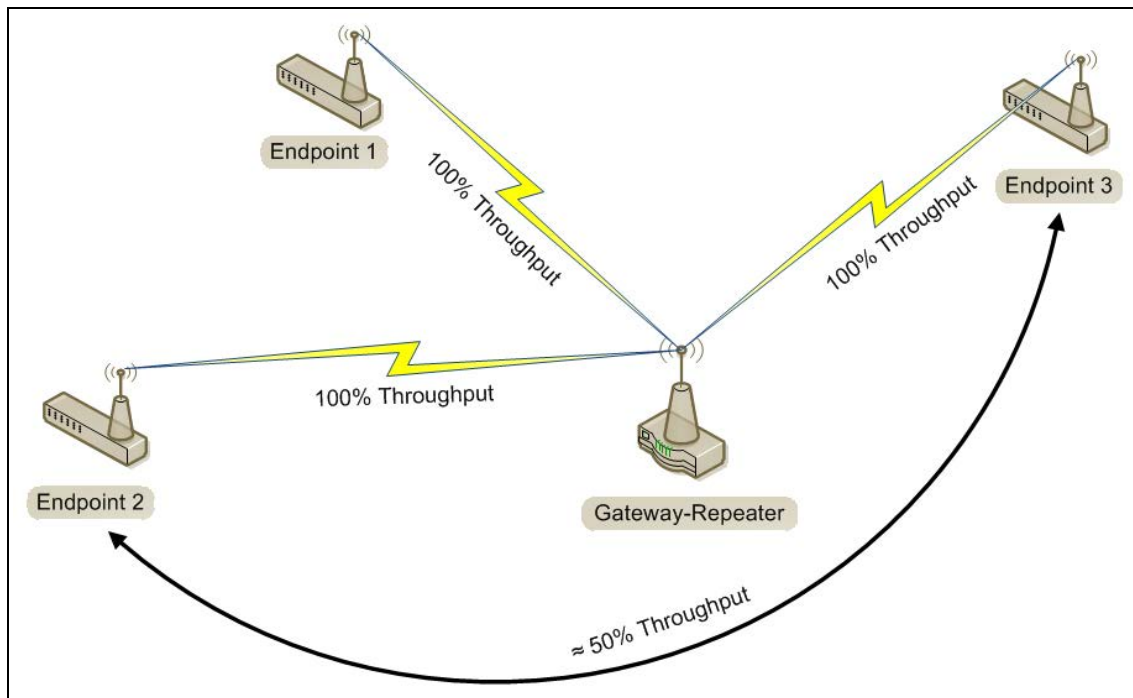 Endpoint 1
Endpoint 3
100% Throughput
100% Throughput
100% Throughput
Endpoint 2
Gateway-Repeater
≈ 50% Throughput